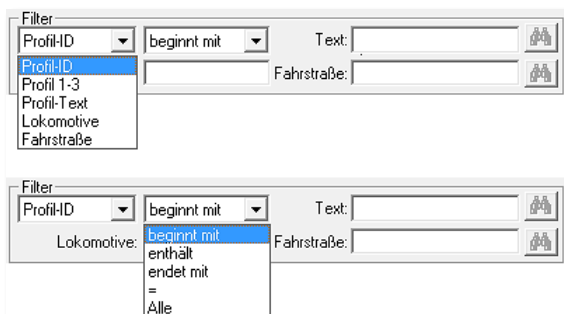 Filter
Profil-ID beginnt mit Text:
Profil-ID Fahrstraße:
Profil 1-3
Profil-Text
Lokomotive
Fahrstraße
Filter
Profil-ID beginnt mit Text:
Lokomotive: beginnt mit Fahrstraße:
enthält
endet mit
=
Alle